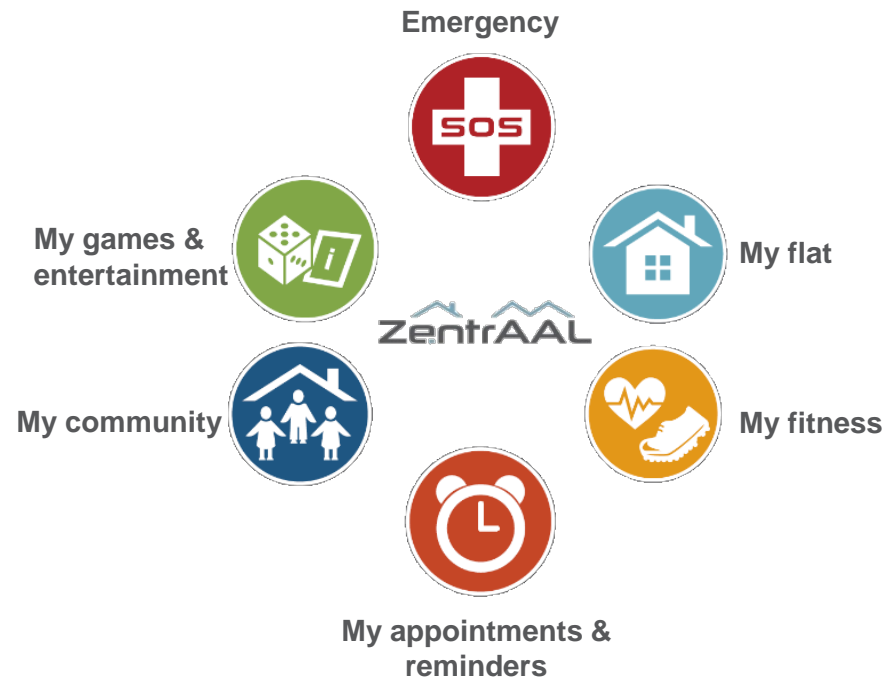 Emergency
SOS
My games &
entertainment
i
My flat
ZentrAAL
My community
My fitness
My appointments &
reminders